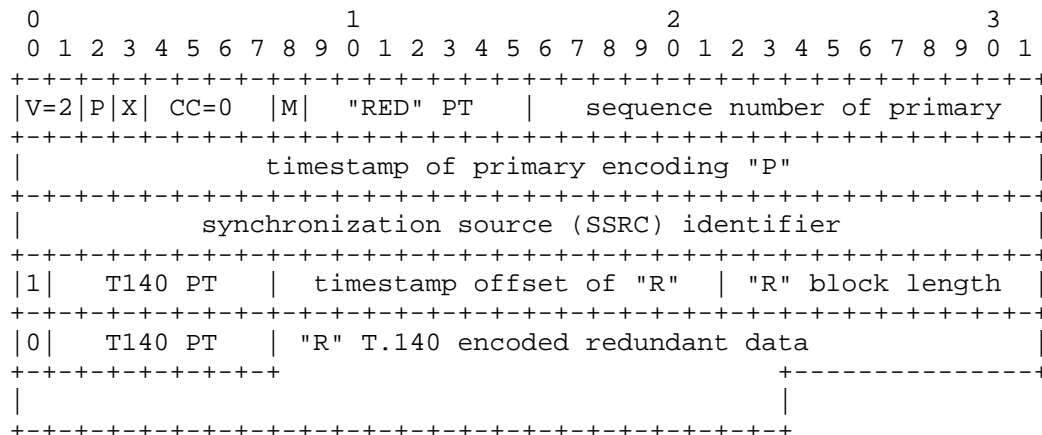 0                   1                   2                   3
 0 1 2 3 4 5 6 7 8 9 0 1 2 3 4 5 6 7 8 9 0 1 2 3 4 5 6 7 8 9 0 1
+-+-+-+-+-+-+-+-+-+-+-+-+-+-+-+-+-+-+-+-+-+-+-+-+-+-+-+-+-+-+-+-+
|V=2|P|X| CC=0  |M|  "RED" PT   |   sequence number of primary  |
+-+-+-+-+-+-+-+-+-+-+-+-+-+-+-+-+-+-+-+-+-+-+-+-+-+-+-+-+-+-+-+-+
|               timestamp of primary encoding "P"               |
+-+-+-+-+-+-+-+-+-+-+-+-+-+-+-+-+-+-+-+-+-+-+-+-+-+-+-+-+-+-+-+-+
|           synchronization source (SSRC) identifier            |
+-+-+-+-+-+-+-+-+-+-+-+-+-+-+-+-+-+-+-+-+-+-+-+-+-+-+-+-+-+-+-+-+
|1|   T140 PT   |  timestamp offset of "R"  | "R" block length  |
+-+-+-+-+-+-+-+-+-+-+-+-+-+-+-+-+-+-+-+-+-+-+-+-+-+-+-+-+-+-+-+-+
|0|   T140 PT   | "R" T.140 encoded redundant data              |
+-+-+-+-+-+-+-+-+                               +---------------+
|                                               |
+-+-+-+-+-+-+-+-+-+-+-+-+-+-+-+-+-+-+-+-+-+-+-+-+